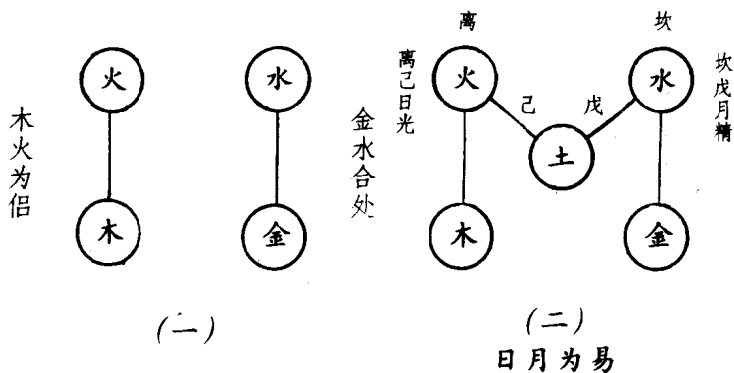 木火为侣
火
水
木
金
(一)
金水合处
离
坎
离己日光
火
水
坎戊月精
己
戊
土
木
金
(二)
日月为易